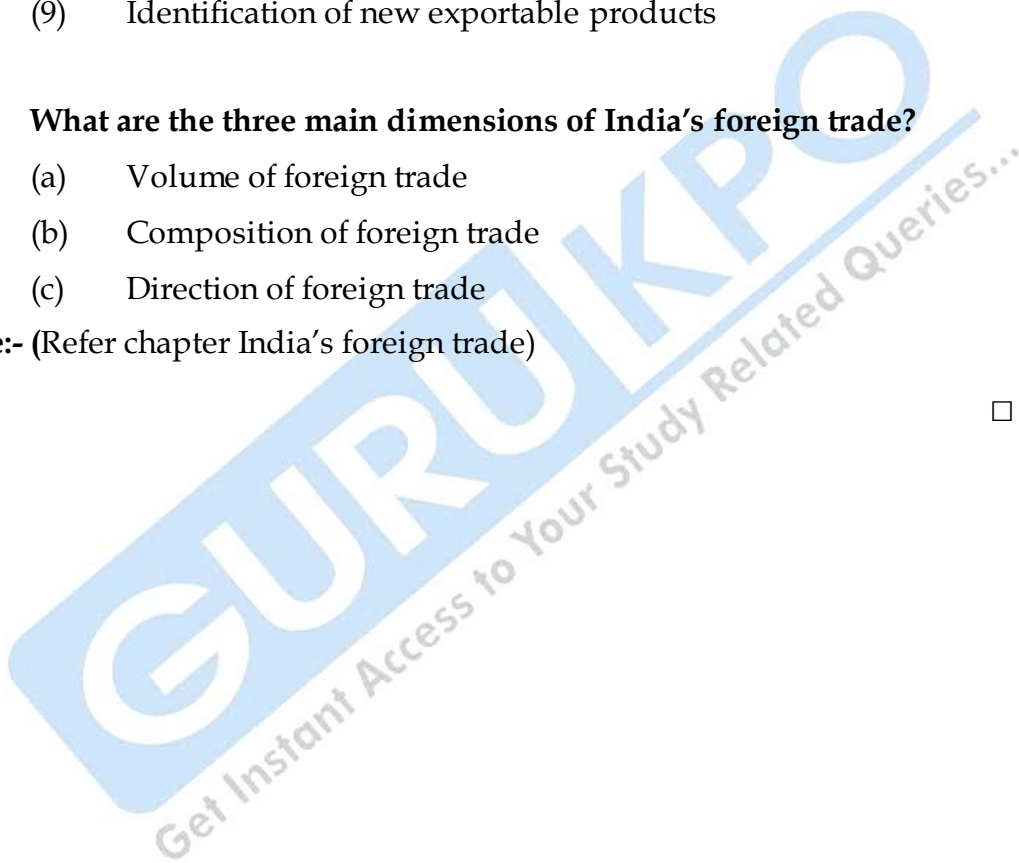 (9) Identification of new exportable products
What are the three main dimensions of India's foreign trade?
(a) Volume of foreign trade
(b) Composition of foreign trade
(c) Direction of foreign trade
e:- (Refer chapter India's foreign trade)
GURUKPO
Get Instant Access to Your Study Related Queries...